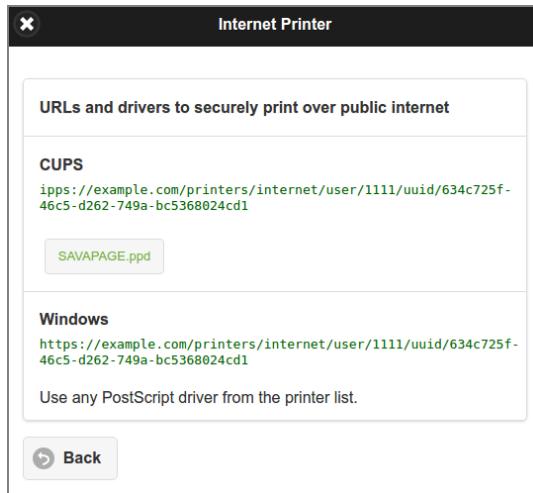 Internet Printer
URLs and drivers to securely print over public internet
CUPS
ipps://example.com/printers/internet/user/1111/uuid/634c725f-
46c5-d262-749a-bc5368024cd1
SAVAPAGE.ppd
Windows
https://example.com/printers/internet/user/1111/uuid/634c725f-
46c5-d262-749a-bc5368024cd1
Use any PostScript driver from the printer list.
Back